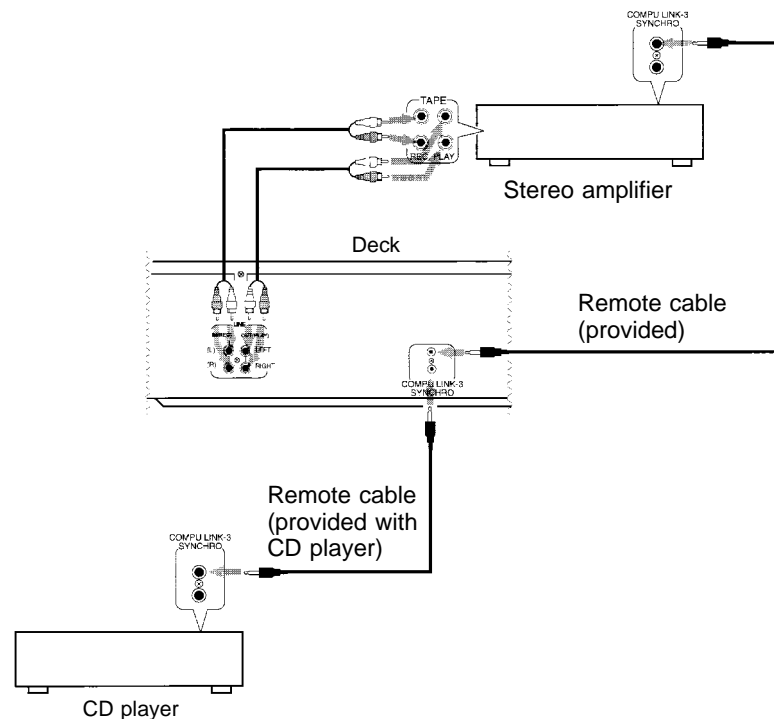 COMPU LINK-3
SYNCHRO
TAPE
REC PLAY
Stereo amplifier
Deck
Remote cable
(provided)
LINE
LEFT
RIGHT
COMPU LINK-3
SYNCHRO
Remote cable
(provided with
CD player)
COMPU LINK-3
SYNCHRO
CD player